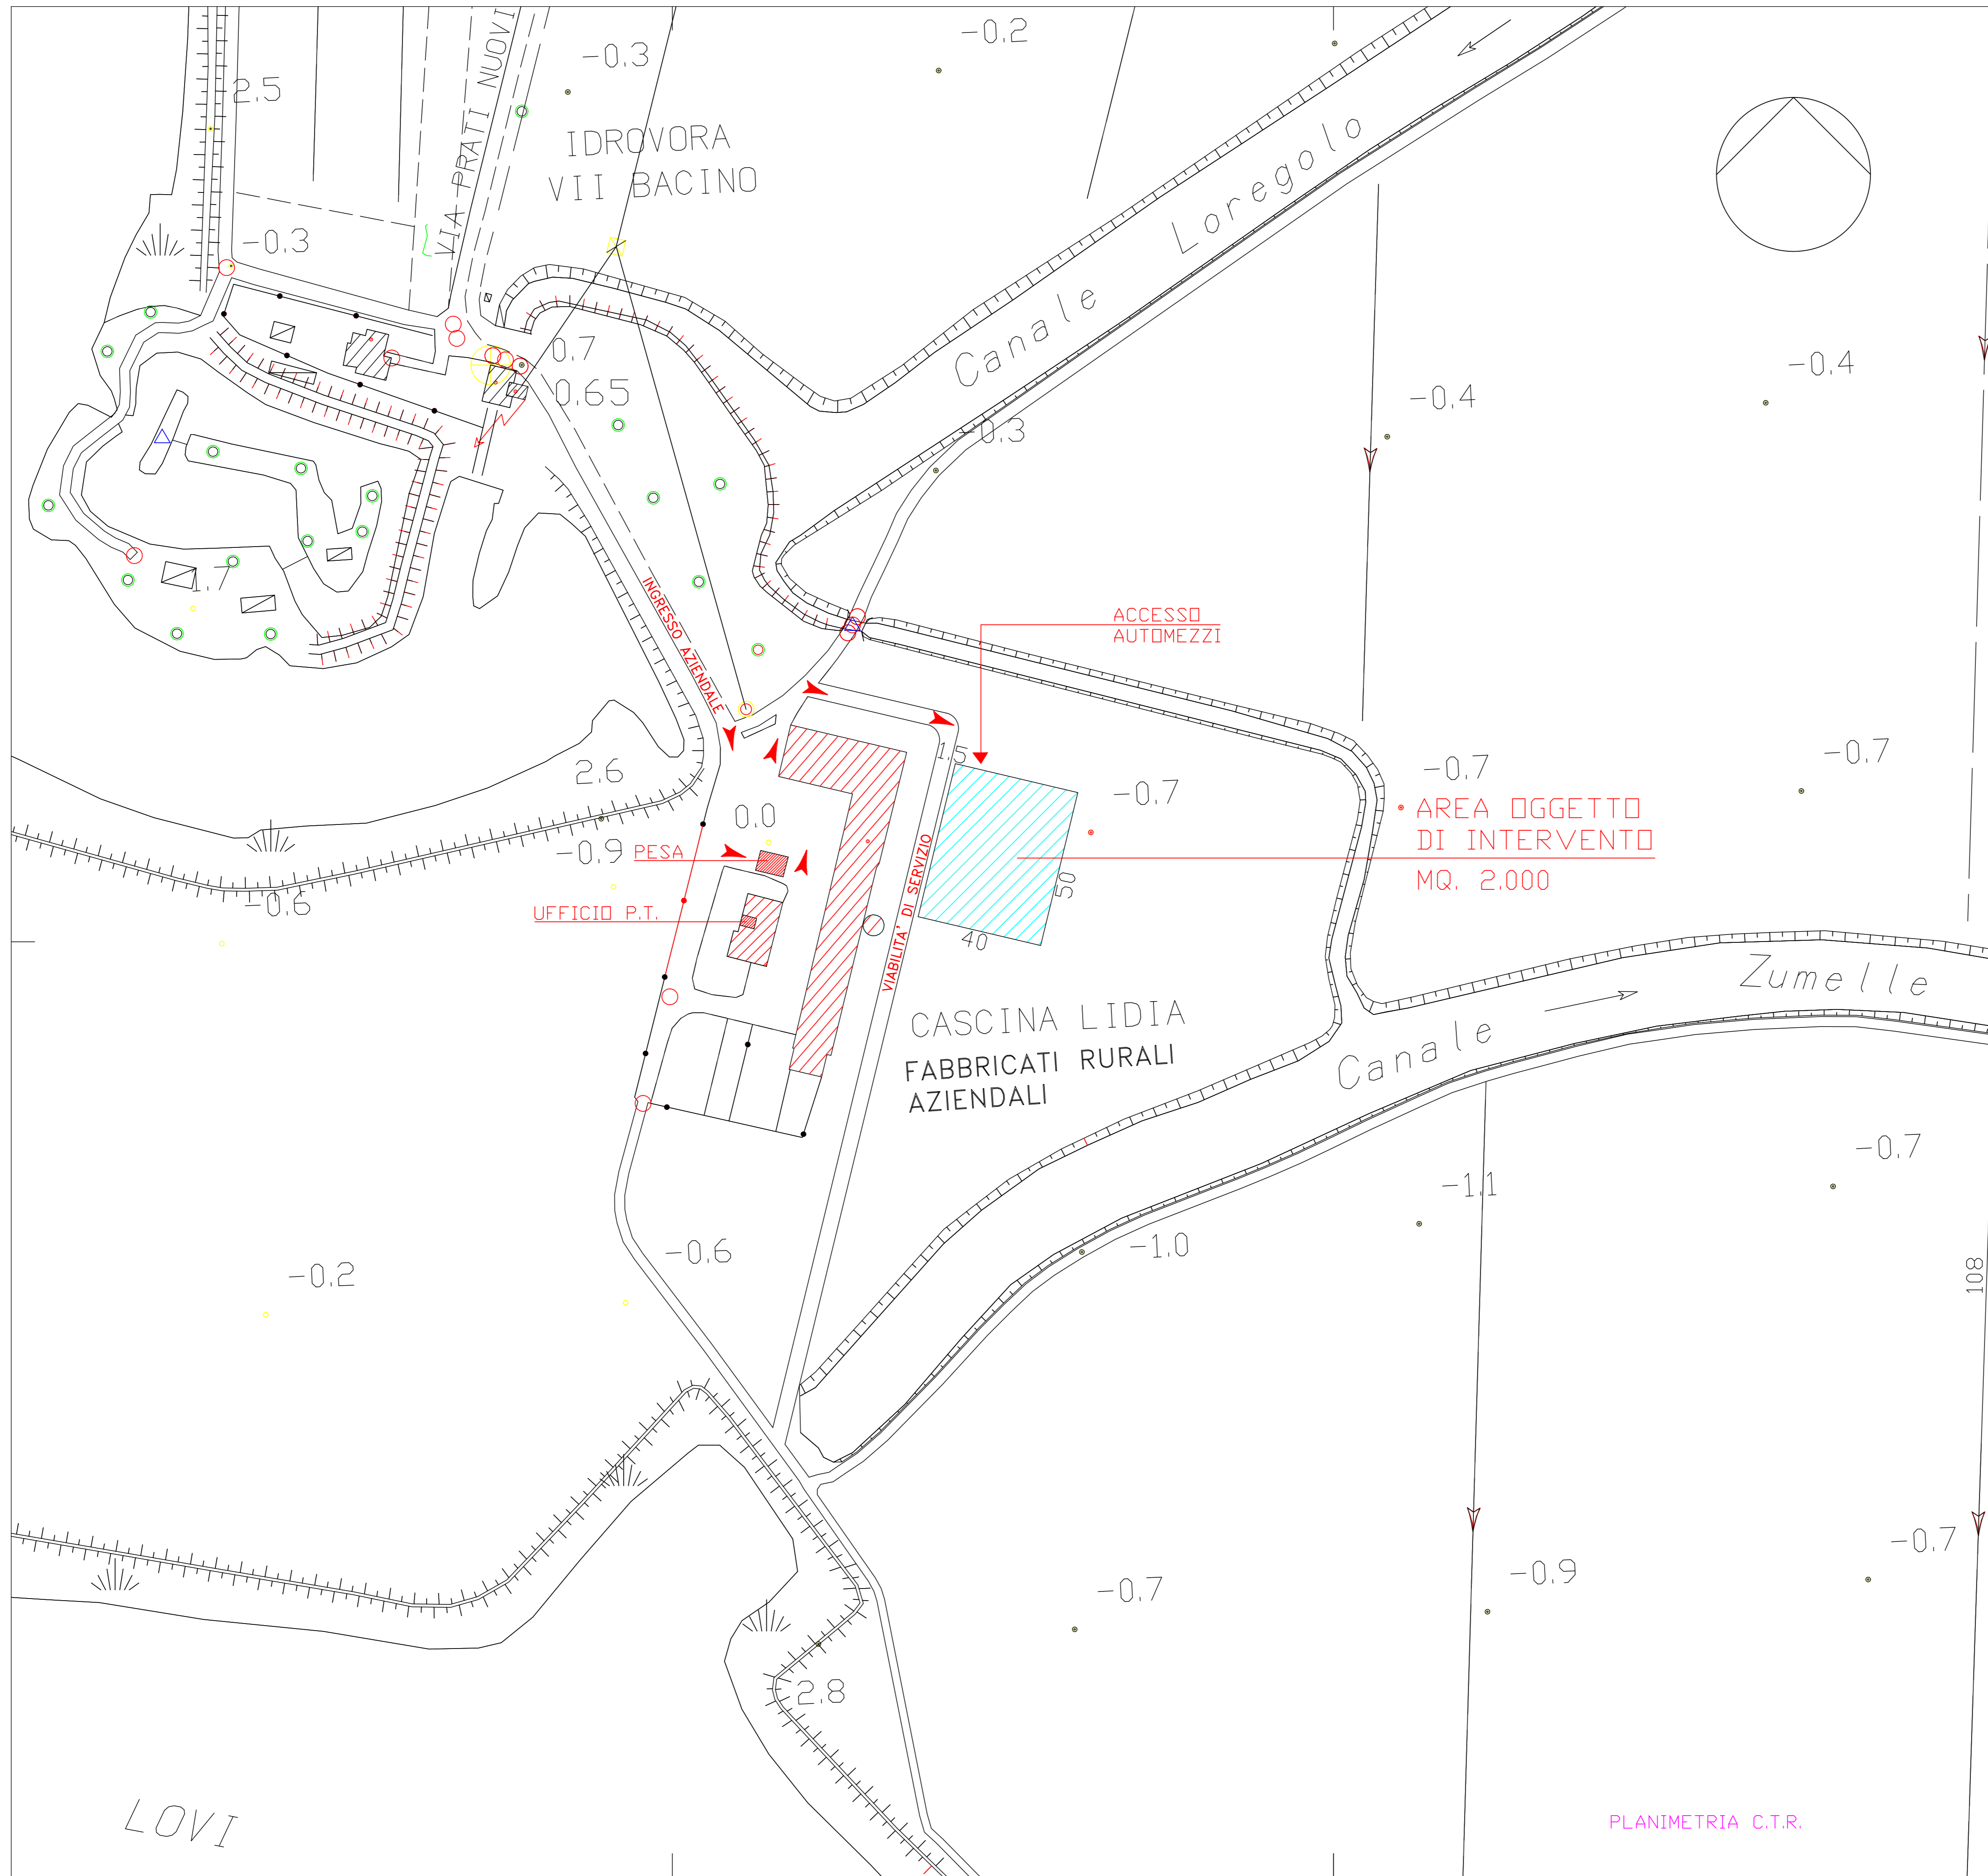 -0.2
-0.3
2.5
VIA PRATI NUOVI
IDROVORA
VII BACINO
Canale Loregolo
-0.3
0.7
0.65
-0.4
-0.4
-0.3
1.7
INGRESSO AZIENDALE
ACCESSO
AUTOMEZZI
2.6
1.5
-0.7
-0.7
-0.7
0.0
AREA OGGETTO
DI INTERVENTO
MQ. 2.000
PESA
-0.9
-0.6
UFFICIO P.T.
VIABILITA' DI SERVIZIO
50
40
Canale Zumelle
CASCINA LIDIA
FABBRICATI RURALI
AZIENDALI
-0.7
-1.1
-1.0
-0.6
-0.2
108
-0.7
-0.9
-0.7
2.8
LOVI
PLANIMETRIA C.T.R.